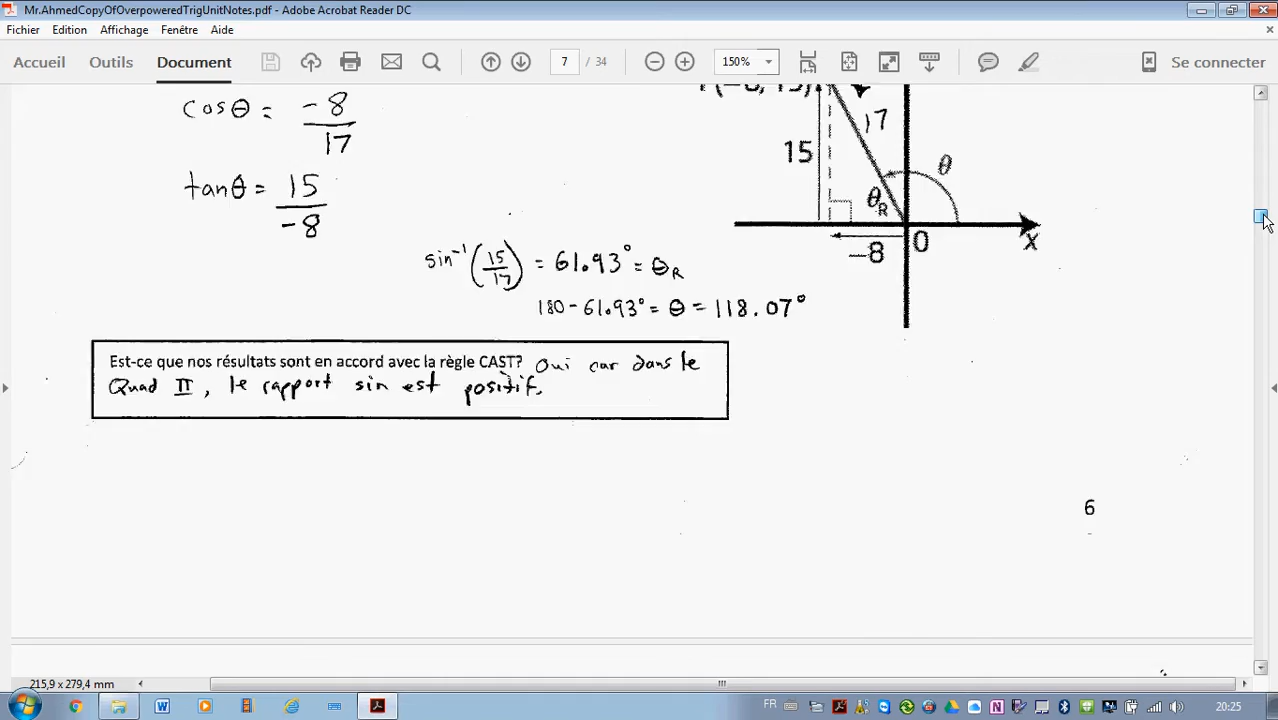 Mr.AhmedCopyOfOverpoweredTrigUnitNotes.pdf - Adobe Acrobat Reader DC
Fichier Edition Affichage Fenêtre Aide
Accueil Outils Document 7 / 34 150% Se connecter
cosθ = -8/17
17
15
θ
tanθ = 15/-8
θR
0
x
-8
sin⁻¹(15/17) = 61.93° = θR
180 - 61.93° = θ = 118.07°
Est-ce que nos résultats sont en accord avec la règle CAST? Oui car dans le
Quad II, le rapport sin est positif.
6
215,9 x 279,4 mm
FR 20:25